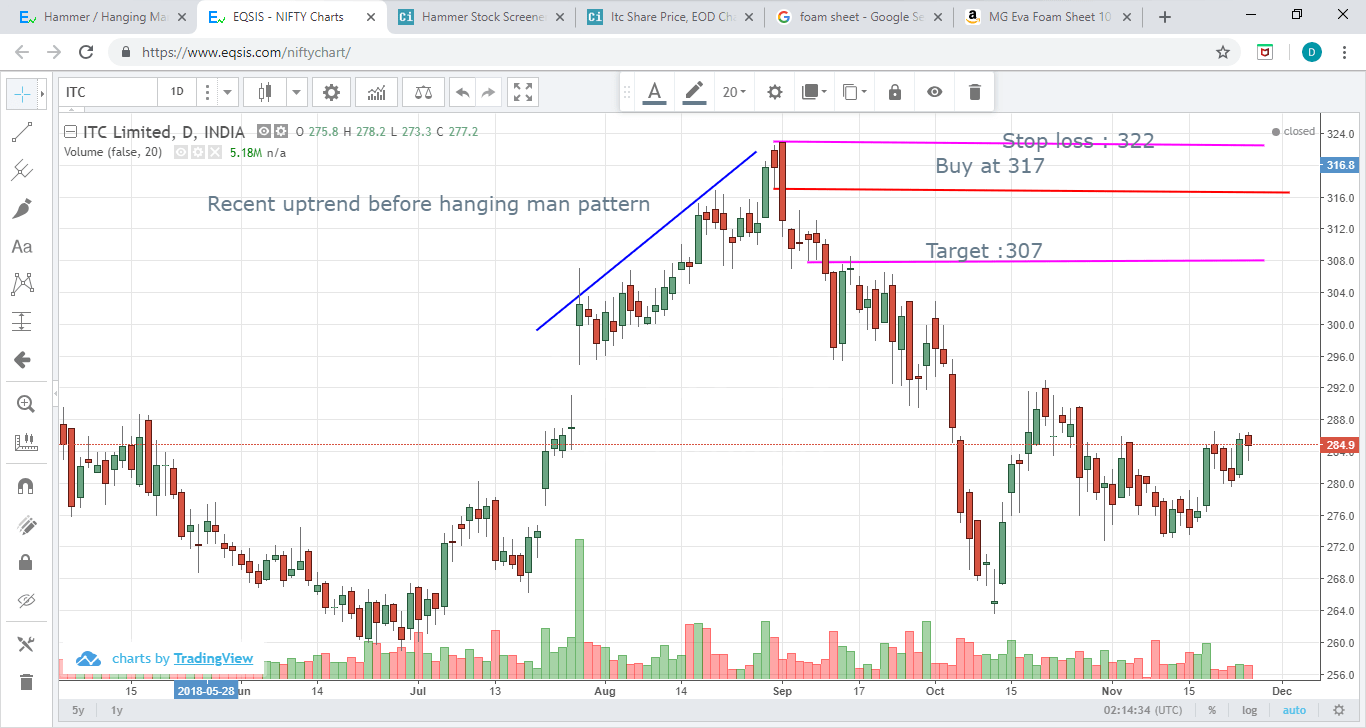 Hammer / Hanging Ma
EQSIS - NIFTY Charts
Hammer Stock Screener
Itc Share Price, EOD Ch
foam sheet - Google Se
MG Eva Foam Sheet 10
https://www.eqsis.com/niftychart/
D
ITC
1D
20
ITC Limited, D, INDIA
O 275.8 H 278.2 L 273.3 C 277.2
Volume (false, 20)
5.18M n/a
closed
Stop loss : 322
Buy at 317
Recent uptrend before hanging man pattern
Target :307
Aa
324.0
316.8
316.0
312.0
308.0
304.0
300.0
296.0
292.0
288.0
284.9
284.0
280.0
276.0
272.0
268.0
264.0
260.0
256.0
charts by TradingView
15
2018-05-28
un
14
Jul
13
Aug
14
Sep
17
Oct
15
Nov
15
Dec
5y
1y
02:14:34 (UTC)
%
log
auto